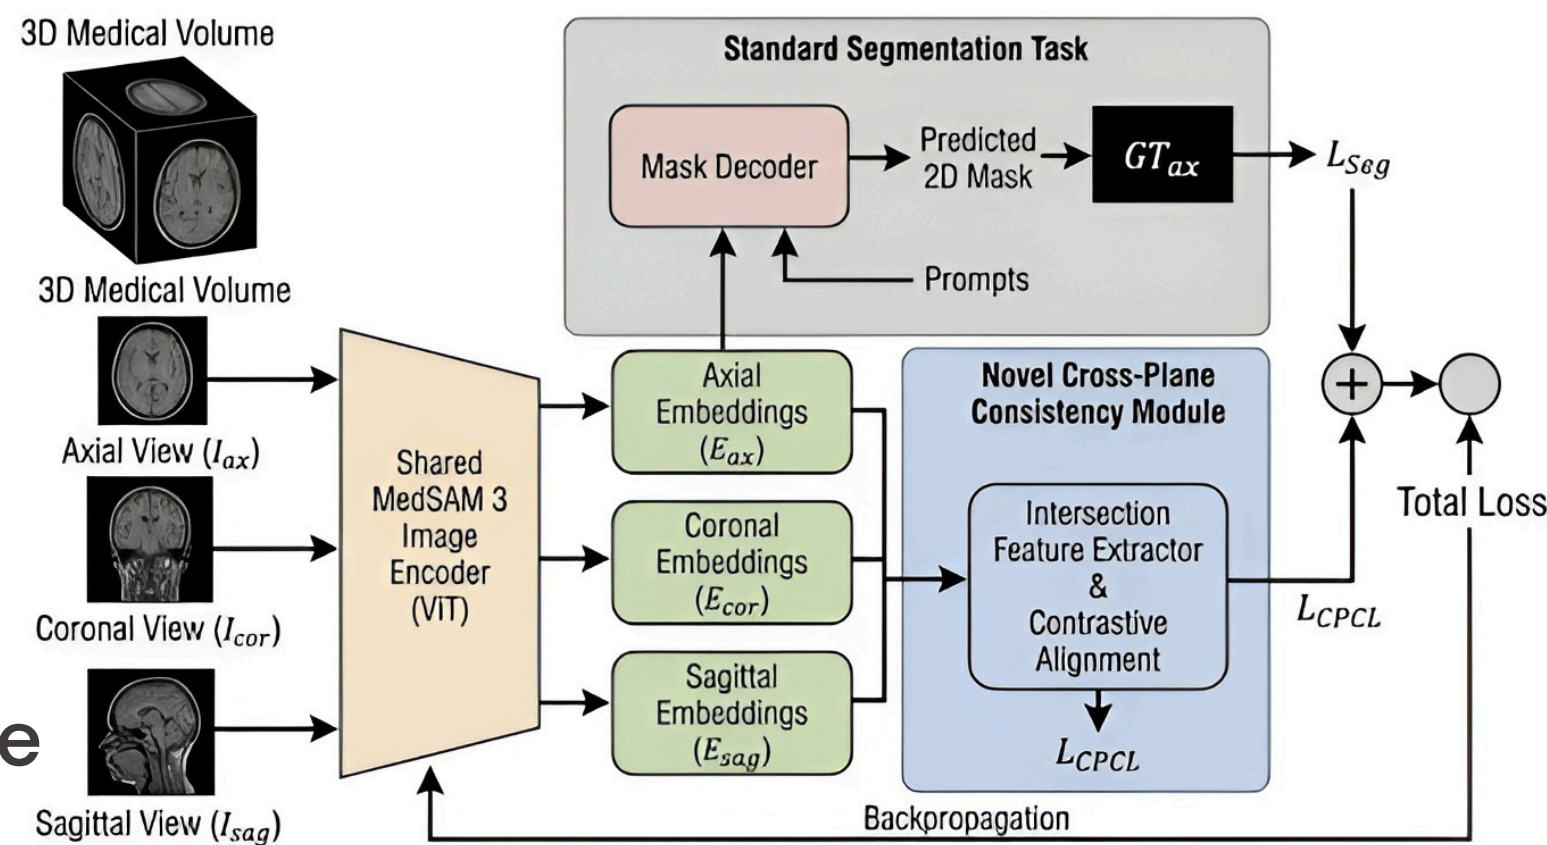 3D Medical Volume
3D Medical Volume
Axial View (I_ax)
Coronal View (I_cor)
Sagittal View (I_sag)
e
Shared
MedSAM 3
Image
Encoder
(ViT)
Standard Segmentation Task
Mask Decoder
Predicted
2D Mask
GT_ax
L_Seg
Prompts
Axial
Embeddings
(E_ax)
Coronal
Embeddings
(E_cor)
Sagittal
Embeddings
(E_sag)
Novel Cross-Plane
Consistency Module
Intersection
Feature Extractor
&
Contrastive
Alignment
L_CPCL
L_CPCL
+
Total Loss
Backpropagation